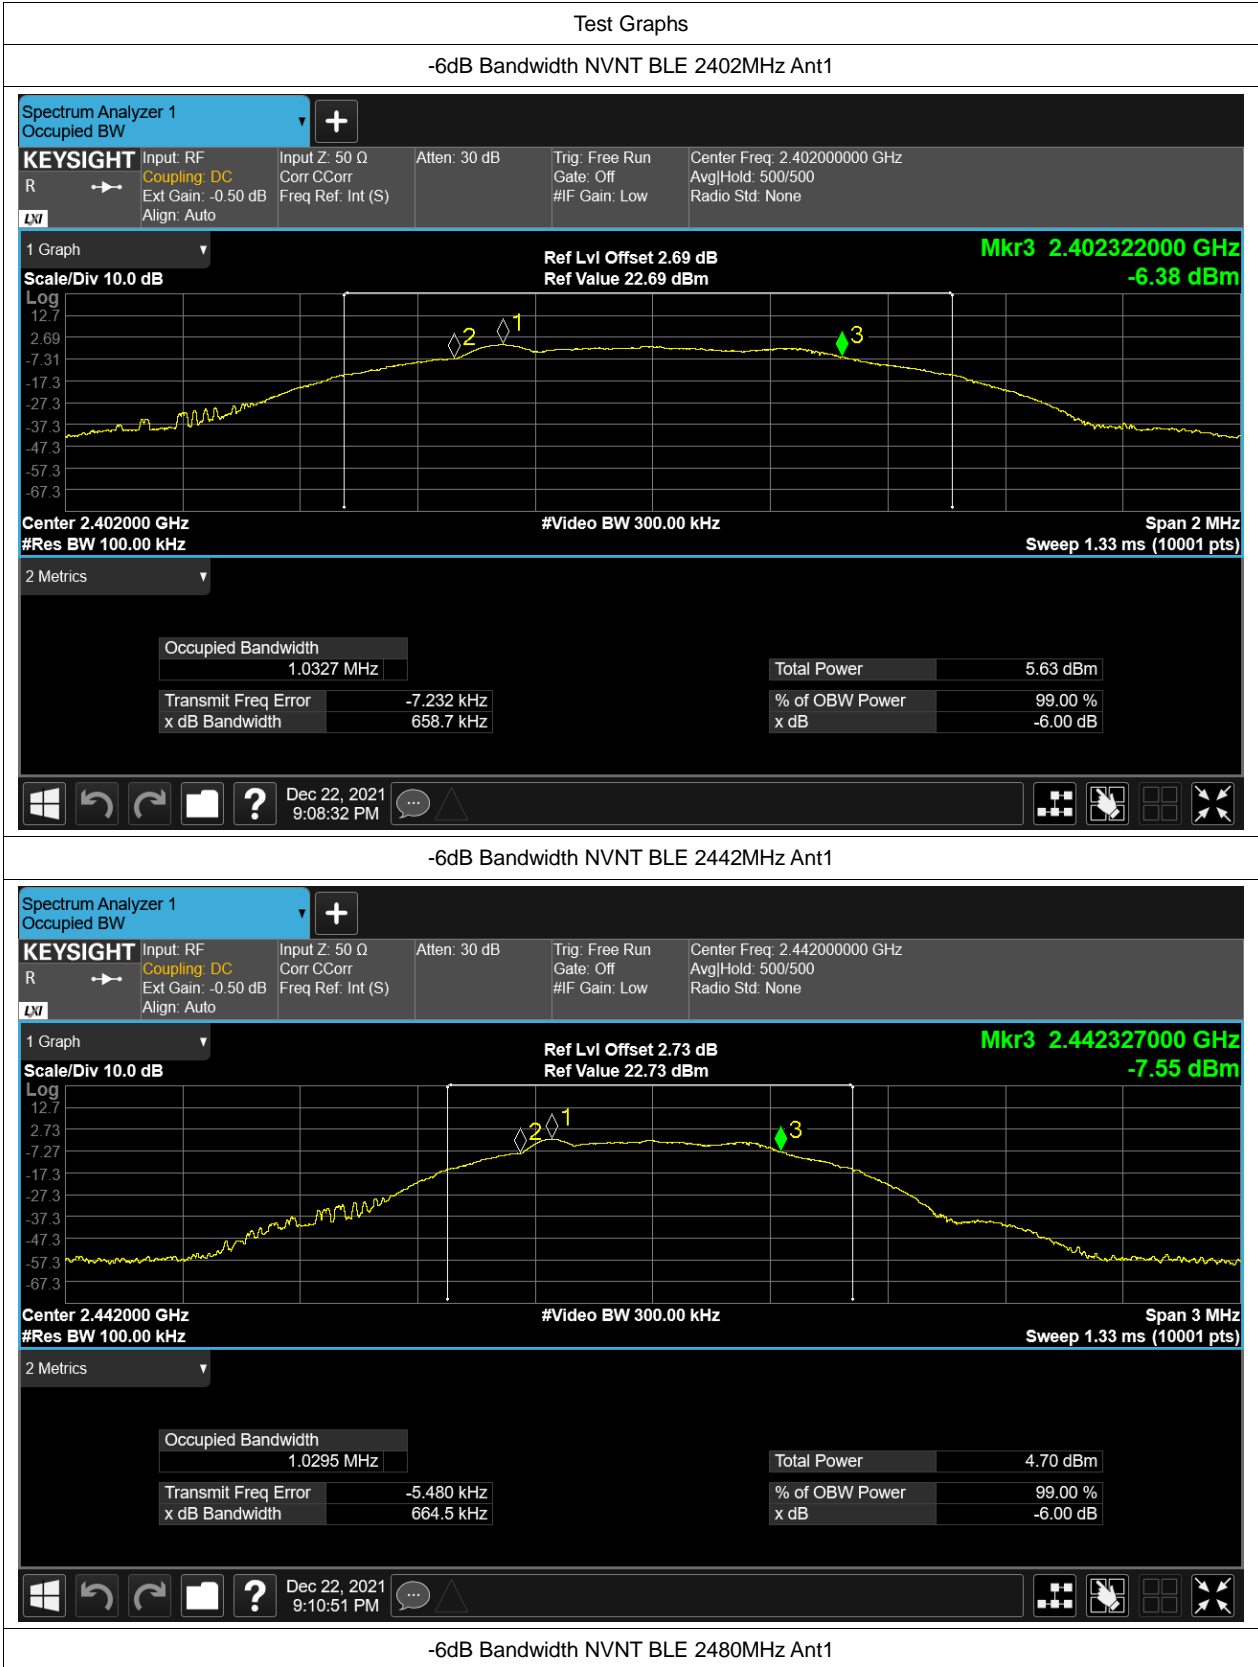 Test Graphs
-6dB Bandwidth NVNT BLE 2402MHz Ant1
Spectrum Analyzer 1
Occupied BW
KEYSIGHT Input: RF Input Z: 50 Ω Atten: 30 dB Trig: Free Run Center Freq: 2.402000000 GHz
R Coupling: DC Corr CCorr Gate: Off Avg|Hold: 500/500
Ext Gain: -0.50 dB Freq Ref: Int (S) #IF Gain: Low Radio Std: None
LXI Align: Auto
1 Graph Ref Lvl Offset 2.69 dB Mkr3 2.402322000 GHz
Scale/Div 10.0 dB Ref Value 22.69 dBm -6.38 dBm
Log
12.7
2.69
-7.31
-17.3
-27.3
-37.3
-47.3
-57.3
-67.3
2 1 3
Center 2.402000 GHz #Video BW 300.00 kHz Span 2 MHz
#Res BW 100.00 kHz Sweep 1.33 ms (10001 pts)
2 Metrics
Occupied Bandwidth
1.0327 MHz Total Power 5.63 dBm
Transmit Freq Error -7.232 kHz % of OBW Power 99.00 %
x dB Bandwidth 658.7 kHz x dB -6.00 dB
? Dec 22, 2021
9:08:32 PM
-6dB Bandwidth NVNT BLE 2442MHz Ant1
Spectrum Analyzer 1
Occupied BW
KEYSIGHT Input: RF Input Z: 50 Ω Atten: 30 dB Trig: Free Run Center Freq: 2.442000000 GHz
R Coupling: DC Corr CCorr Gate: Off Avg|Hold: 500/500
Ext Gain: -0.50 dB Freq Ref: Int (S) #IF Gain: Low Radio Std: None
LXI Align: Auto
1 Graph Ref Lvl Offset 2.73 dB Mkr3 2.442327000 GHz
Scale/Div 10.0 dB Ref Value 22.73 dBm -7.55 dBm
Log
12.7
2.73
-7.27
-17.3
-27.3
-37.3
-47.3
-57.3
-67.3
2 1 3
Center 2.442000 GHz #Video BW 300.00 kHz Span 3 MHz
#Res BW 100.00 kHz Sweep 1.33 ms (10001 pts)
2 Metrics
Occupied Bandwidth
1.0295 MHz Total Power 4.70 dBm
Transmit Freq Error -5.480 kHz % of OBW Power 99.00 %
x dB Bandwidth 664.5 kHz x dB -6.00 dB
? Dec 22, 2021
9:10:51 PM
-6dB Bandwidth NVNT BLE 2480MHz Ant1